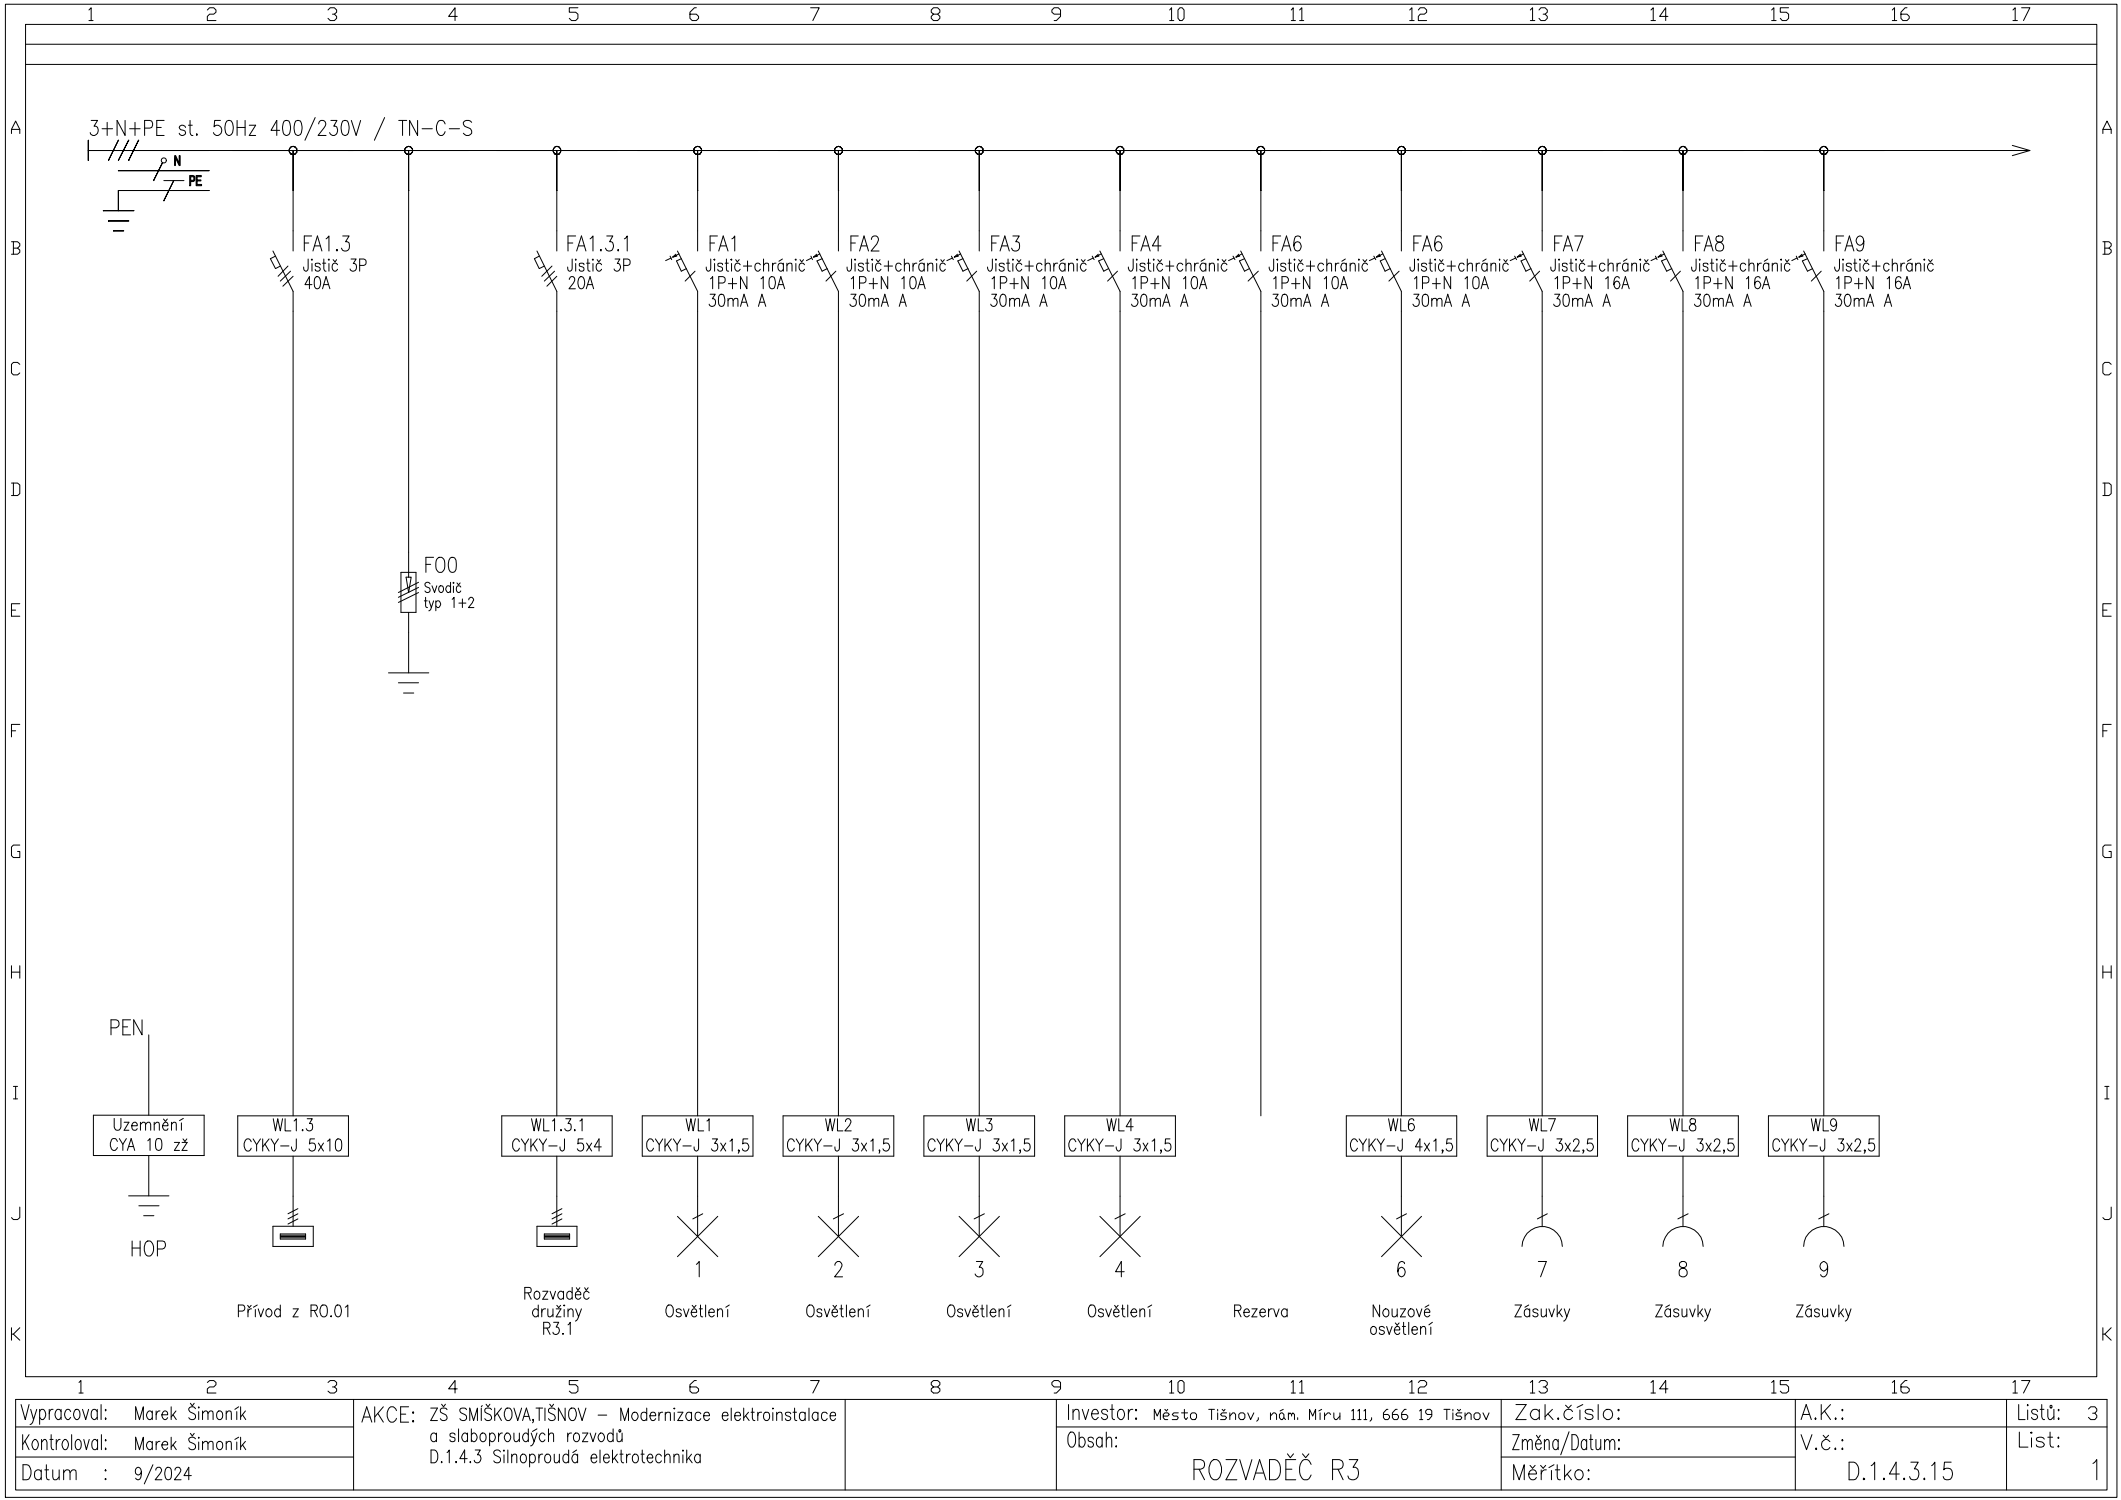 1 2 3 4 5 6 7 8 9 10 11 12 13 14 15 16 17
A A
3+N+PE st. 50Hz 400/230V / TN-C-S
N
PE
B B
FA1.3
Jistič 3P
40A
FA1.3.1
Jistič 3P
20A
FA1
Jistič+chránič
1P+N 10A
30mA A
FA2
Jistič+chránič
1P+N 10A
30mA A
FA3
Jistič+chránič
1P+N 10A
30mA A
FA4
Jistič+chránič
1P+N 10A
30mA A
FA6
Jistič+chránič
1P+N 10A
30mA A
FA6
Jistič+chránič
1P+N 10A
30mA A
FA7
Jistič+chránič
1P+N 16A
30mA A
FA8
Jistič+chránič
1P+N 16A
30mA A
FA9
Jistič+chránič
1P+N 16A
30mA A
C C
D D
FOO
Svodič
typ 1+2
E E
F F
G G
H H
PEN
I I
Uzemnění
CYA 10 zž
HOP
WL1.3
CYKY-J 5x10
Přívod z RO.01
WL1.3.1
CYKY-J 5x4
Rozvaděč
družiny
R3.1
WL1
CYKY-J 3x1,5
1
Osvětlení
WL2
CYKY-J 3x1,5
2
Osvětlení
WL3
CYKY-J 3x1,5
3
Osvětlení
WL4
CYKY-J 3x1,5
4
Osvětlení
Rezerva
WL6
CYKY-J 4x1,5
6
Nouzové
osvětlení
WL7
CYKY-J 3x2,5
7
Zásuvky
WL8
CYKY-J 3x2,5
8
Zásuvky
WL9
CYKY-J 3x2,5
9
Zásuvky
J J
K K
1 2 3 4 5 6 7 8 9 10 11 12 13 14 15 16 17
Vypracoval: Marek Šimoník
Kontroloval: Marek Šimoník
Datum : 9/2024
AKCE: ZŠ SMÍŠKOVA,TIŠNOV – Modernizace elektroinstalace
a slaboproudých rozvodů
D.1.4.3 Silnoproudá elektrotechnika
Investor: Město Tišnov, nám. Míru 111, 666 19 Tišnov
Obsah:
ROZVADĚČ R3
Zak.číslo:
Změna/Datum:
Měřítko:
A.K.:
V.č.:
D.1.4.3.15
Listů: 3
List:
1